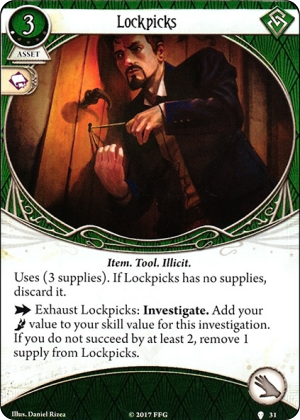 Lockpicks
3
ASSET
Item. Tool. Illicit.
Uses (3 supplies). If Lockpicks has no supplies,
discard it.
Exhaust Lockpicks: Investigate. Add your
value to your skill value for this investigation.
If you do not succeed by at least 2, remove 1
supply from Lockpicks.
Illus. Daniel Rizea
© 2017 FFG
31